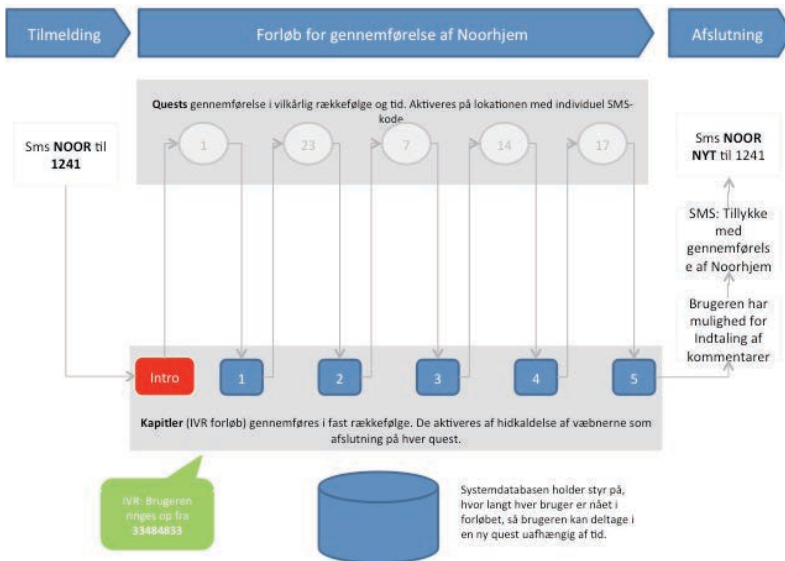 Tilmelding
Forløb for gennemførelse af Noorhjem
Afslutning
Quests gennemførelse i vilkårlig rækkefølge og tid. Aktiveres på lokationen med individuel SMS-
kode
1
23
7
14
17
Sms NOOR til
1241
Sms NOOR
NYT til 1241
SMS: Tillykke
med
gennemførels
e af Noorhjem
Brugeren har
mulighed for
Indtaling af
kommentarer
Intro
1
2
3
4
5
Kapitler (IVR forløb) gennemføres i fast rækkefølge. De aktiveres af hidkaldelse af væbnerne som
afslutning på hver quest.
IVR: Brugeren
ringes op fra
33484833
Systemdatabasen holder styr på,
hvor langt hver bruger er nået i
forløbet, så brugeren kan deltage i
en ny quest uafhængig af tid.